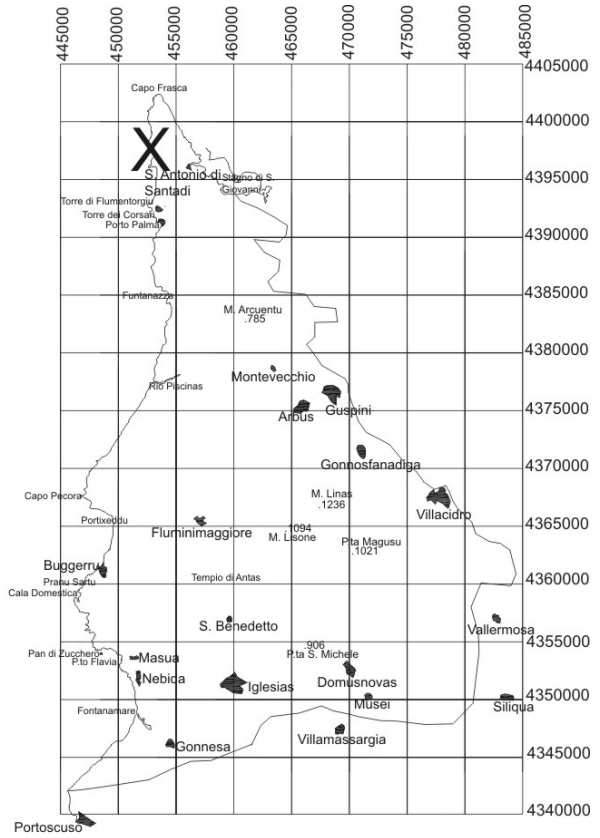 445000
450000
455000
460000
465000
470000
475000
480000
485000
4405000
Capo Frasca
4400000
X
S. Antonio di
Santadi
Stagno di S.
Giovanni
4395000
Torre di Flumentorgiu
Torre dei Corsari
Porto Palma
4390000
Funtanazza
4385000
M. Arcuentu
.785
4380000
Montevecchio
Rio Piscinas
4375000
Arbus
Guspini
Gonnosfanadiga
4370000
Capo Pecora
M. Linas
.1236
Villacidro
Portixeddu
4365000
Fluminimaggiore
1094
M. Lisone
P.ta Magusu
.1021
Buggerru
4360000
Pranu Sartu
Cala Domestica
Tempio di Antas
S. Benedetto
Vallermosa
4355000
Pan di Zucchero
P.to Flavia
Masua
.906
P.ta S. Michele
Nebida
Iglesias
Domusnovas
Musei
Siliqua
4350000
Fontanamare
Gonnesa
Villamassargia
4345000
4340000
Portoscuso